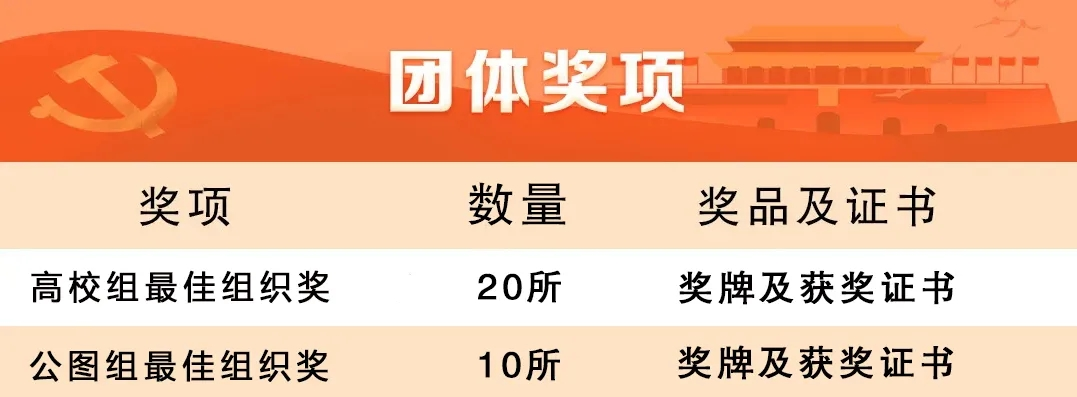 团体奖项
奖项 数量 奖品及证书
高校组最佳组织奖 20所 奖牌及获奖证书
公图组最佳组织奖 10所 奖牌及获奖证书